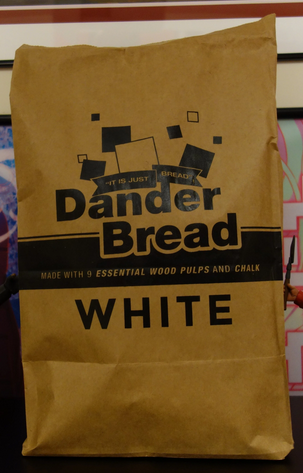 "IT IS JUST BREAD"
Dander
Bread
MADE WITH 9 ESSENTIAL WOOD PULPS AND CHALK
WHITE